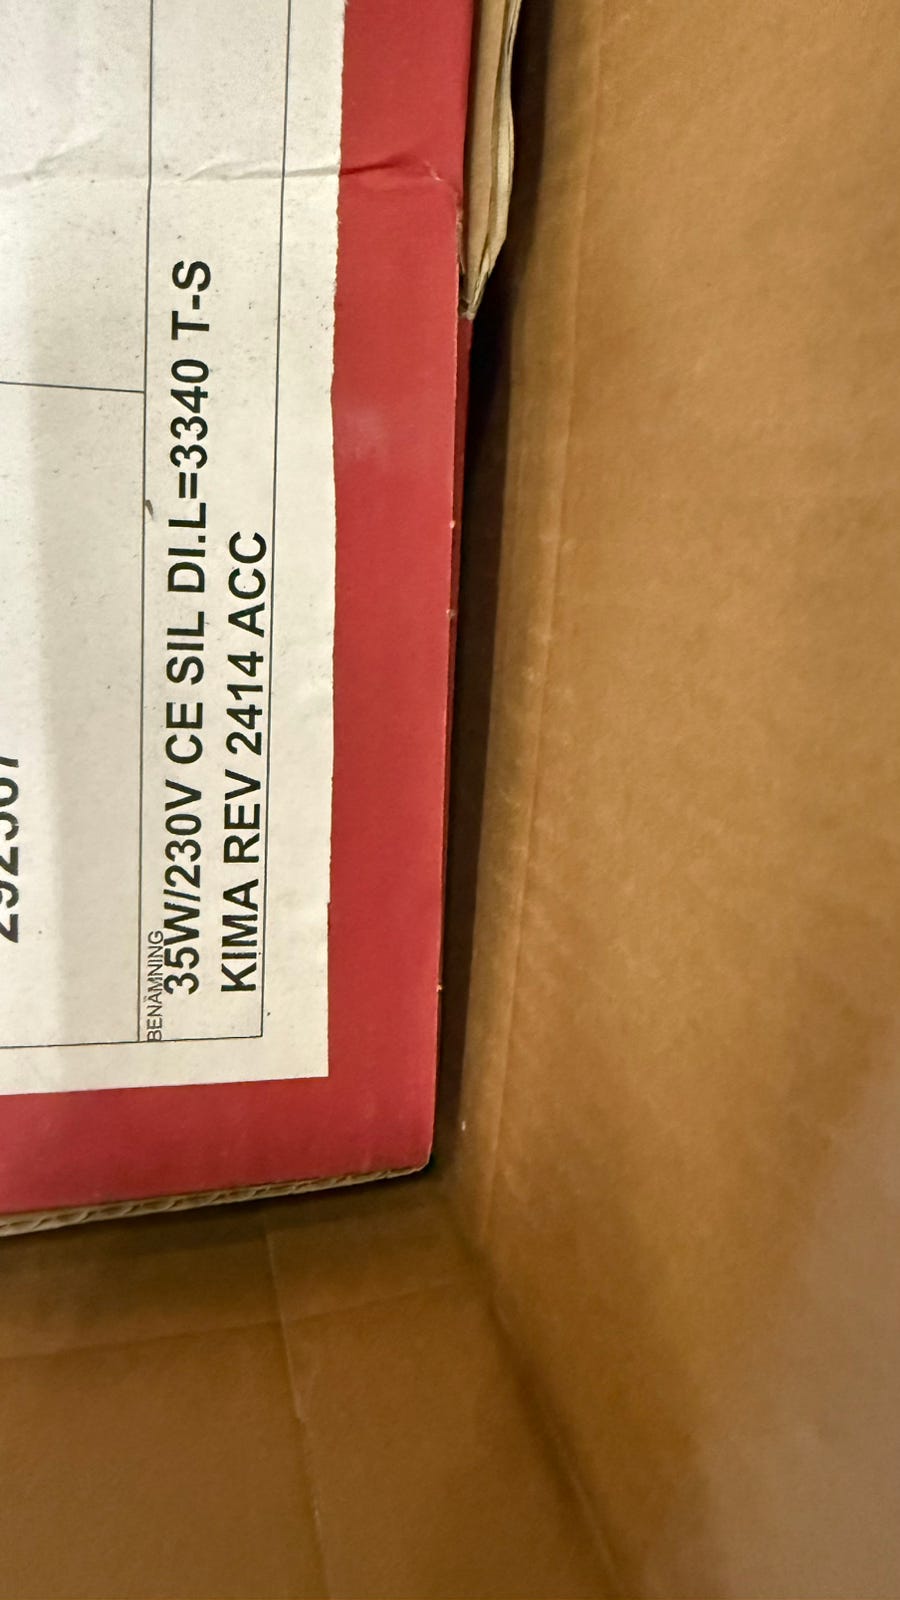 BENÄMNING
35W/230V CE SIL DI.L=3340 T-S
KIMA REV 2414 ACC